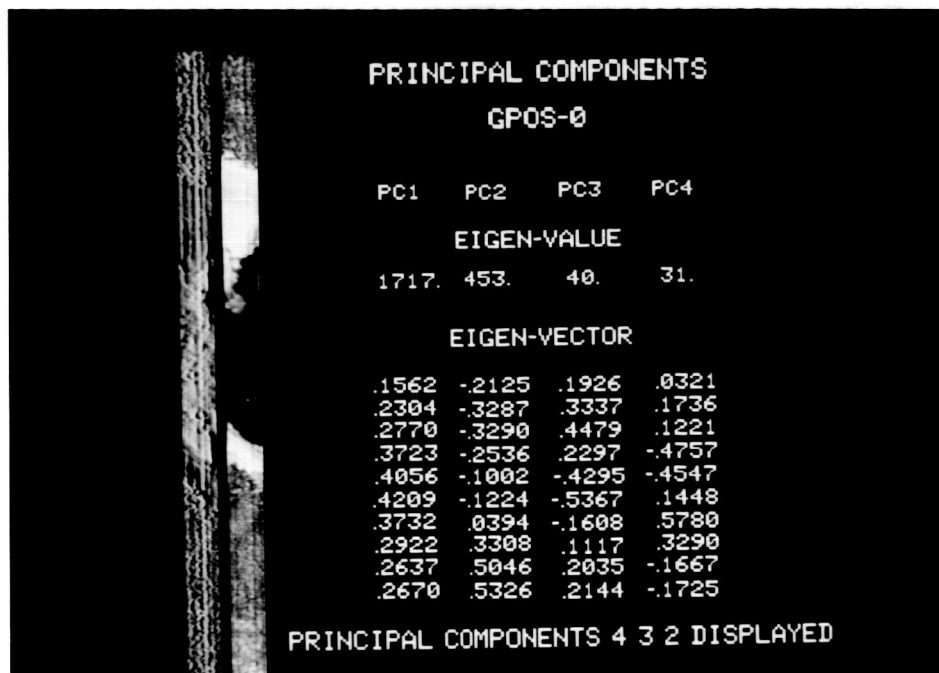 PRINCIPAL COMPONENTS
GPOS-0
PC1 PC2 PC3 PC4
EIGEN-VALUE
1717. 453. 40. 31.
EIGEN-VECTOR
.1562 -.2125 .1926 .0321
.2304 -.3287 .3337 .1736
.2770 -.3290 .4479 .1221
.3723 -.2536 .2297 -.4757
.4056 -.1002 -.4295 -.4547
.4209 -.1224 -.5367 .1448
.3732 .0394 -.1608 .5780
.2922 .3308 .1117 .3290
.2637 .5046 .2035 -.1667
.2670 .5326 .2144 -.1725
PRINCIPAL COMPONENTS 4 3 2 DISPLAYED